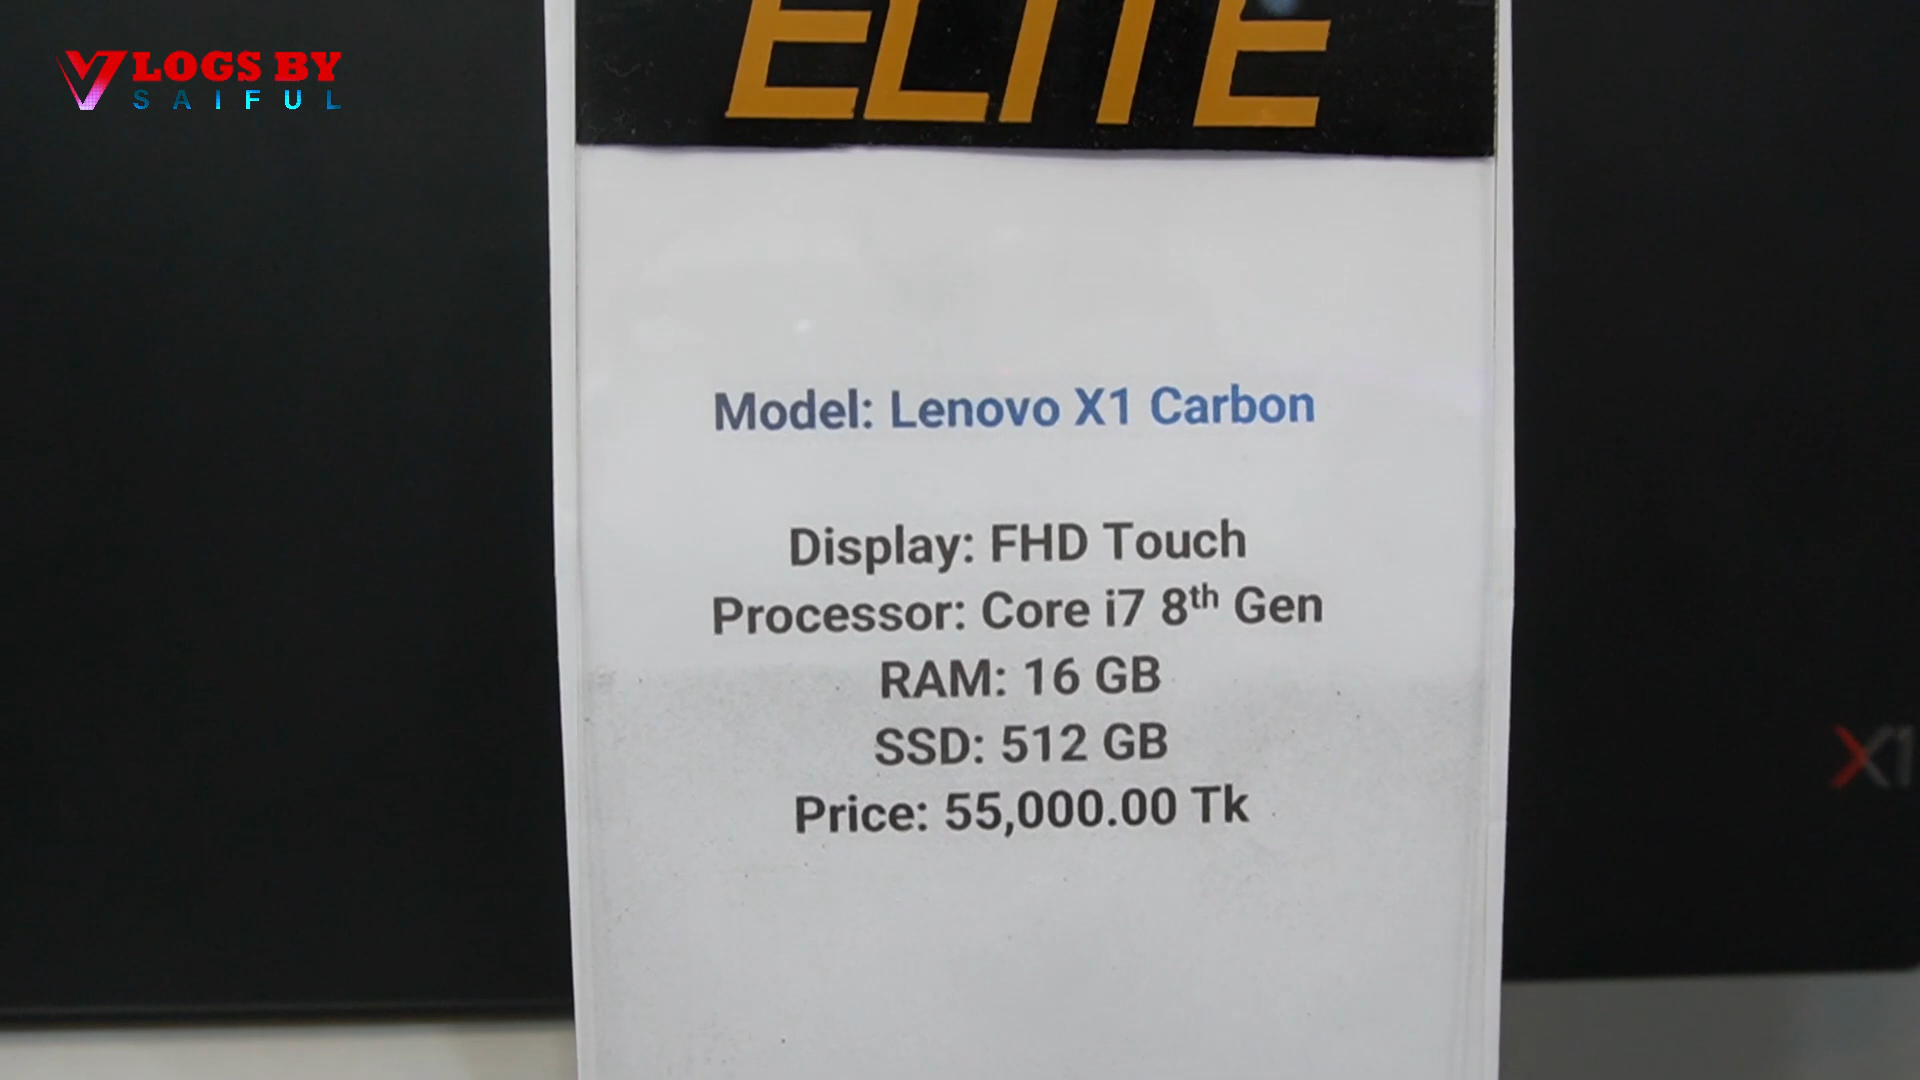 VLOGS BY
SAIFUL
ELITE
Model: Lenovo X1 Carbon
Display: FHD Touch
Processor: Core i7 8th Gen
RAM: 16 GB
SSD: 512 GB
Price: 55,000.00 Tk
X1